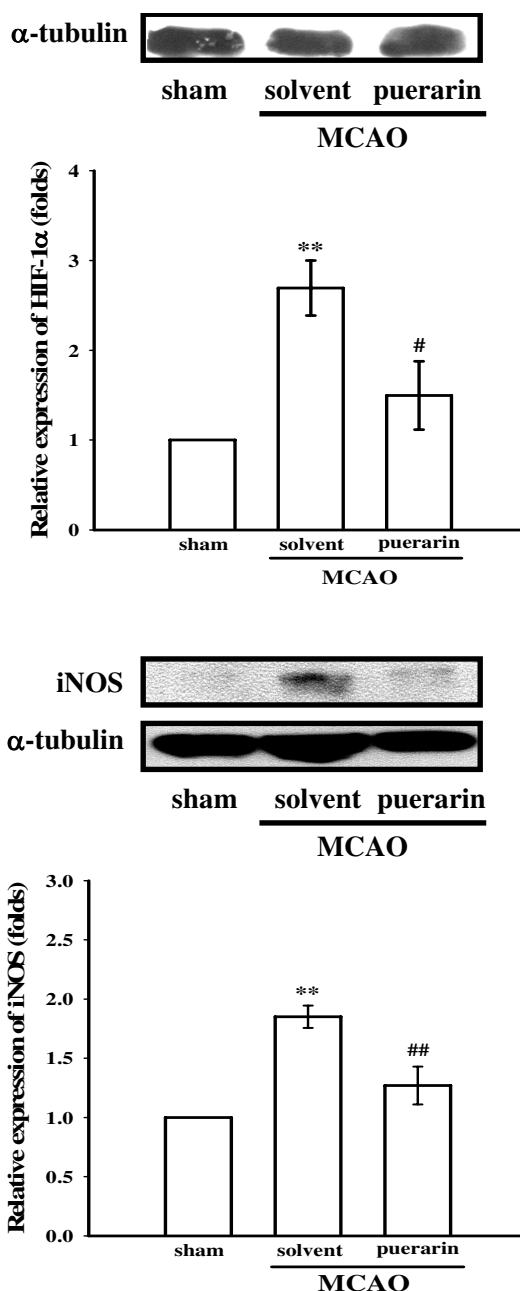 α-tubulin
sham solvent puerarin
MCAO
Relative expression of HIF-1α (folds)
4
3
2
1
0
**
#
sham solvent puerarin
MCAO
iNOS
α-tubulin
sham solvent puerarin
MCAO
Relative expression of iNOS (folds)
3.0
2.5
2.0
1.5
1.0
0.5
0.0
**
##
sham solvent puerarin
MCAO